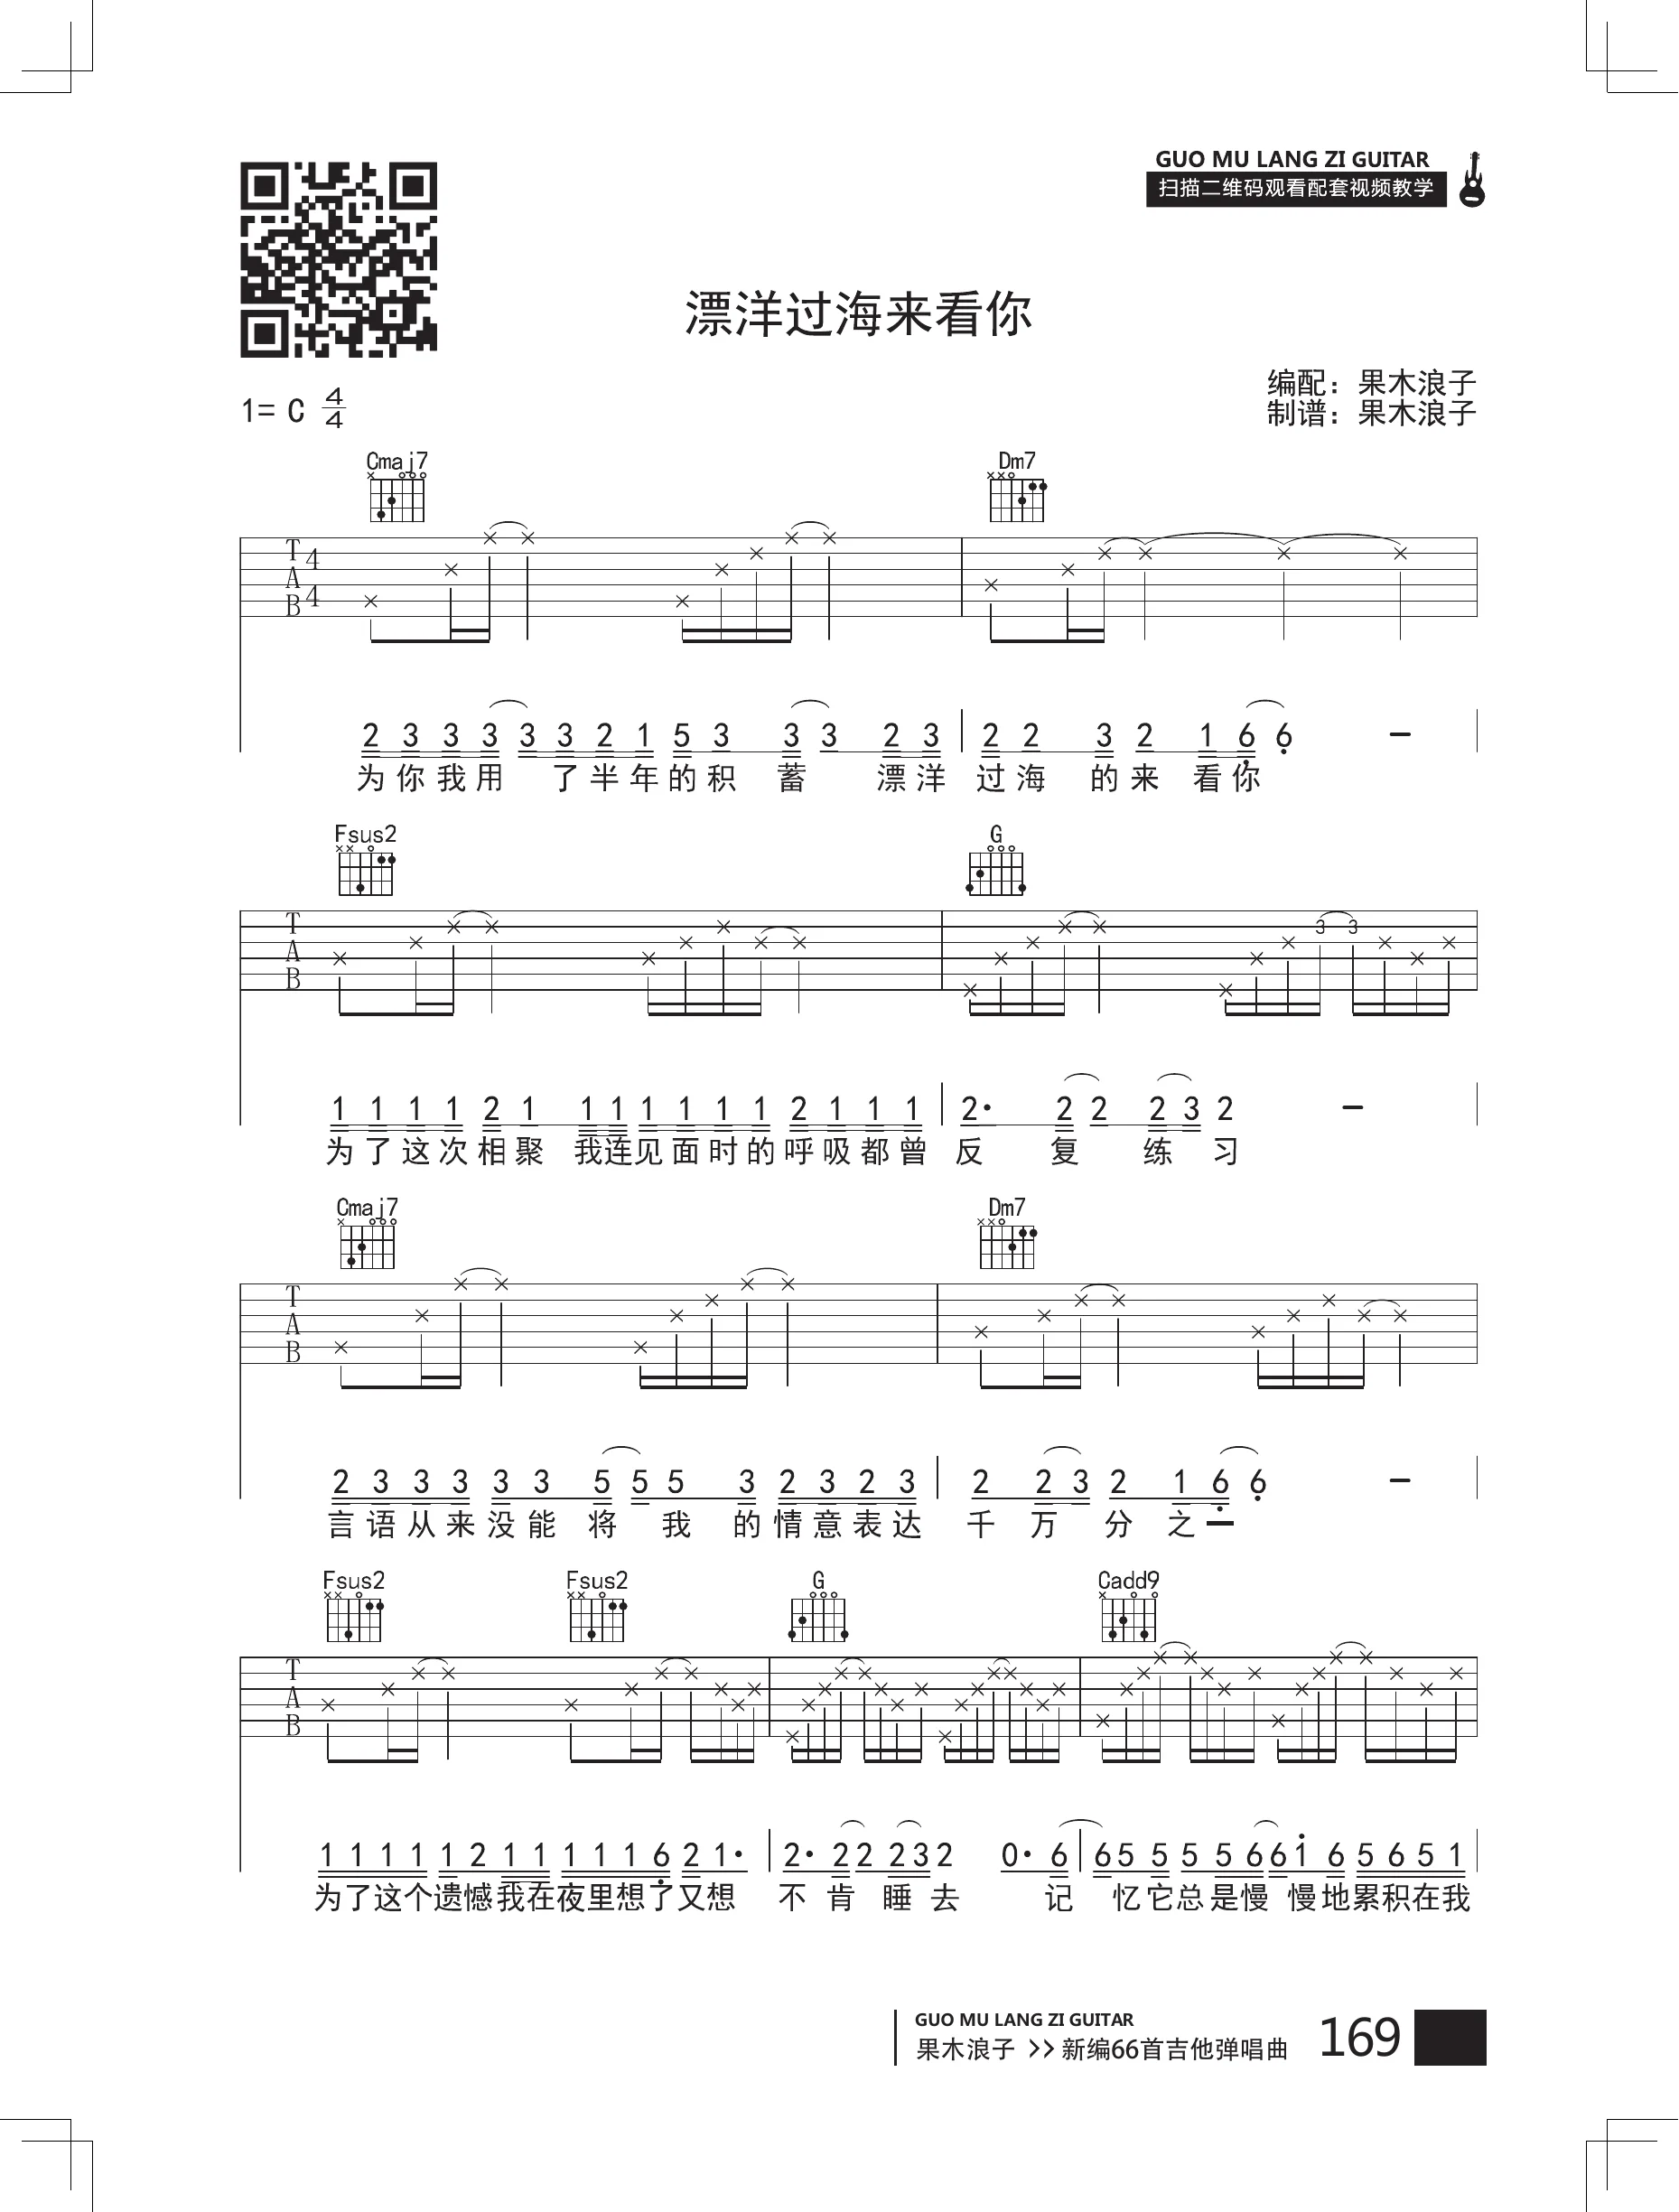 GUO MU LANG ZI GUITAR
扫描二维码观看配套视频教学
漂洋过海来看你
编配：果木浪子
1= C 4/4
制谱：果木浪子
Cmaj7 Dm7
T
A
B
4
4
2 3 3 3 3 3 2 1 5 3 3 3 2 3 2 2 3 2 1 6 6 –
为你我用 了半年的积 蓄 漂洋 过海 的来 看你
Fsus2 G
T
A
B
3 3
1 1 1 1 2 1 1 1 1 1 1 1 2 1 1 1 2· 2 2 2 3 2 –
为了这次相聚 我连见面时的呼吸都曾 反 复 练 习
Cmaj7 Dm7
T
A
B
2 3 3 3 3 3 5 5 5 3 2 3 2 3 2 2 3 2 1 6 6 –
言语从来没能 将 我 的情意表达 千 万 分 之一
Fsus2 Fsus2 G Cadd9
T
A
B
1 1 1 1 1 2 1 1 1 1 1 6 2 1· 2· 2 2 2 3 2 0· 6 6 5 5 5 5 6 6 1 6 5 6 5 1
为了这个遗憾我在夜里想了又想 不 肯 睡 去 记 忆它总是慢 慢地累积在我
GUO MU LANG ZI GUITAR
果木浪子 >> 新编66首吉他弹唱曲 169